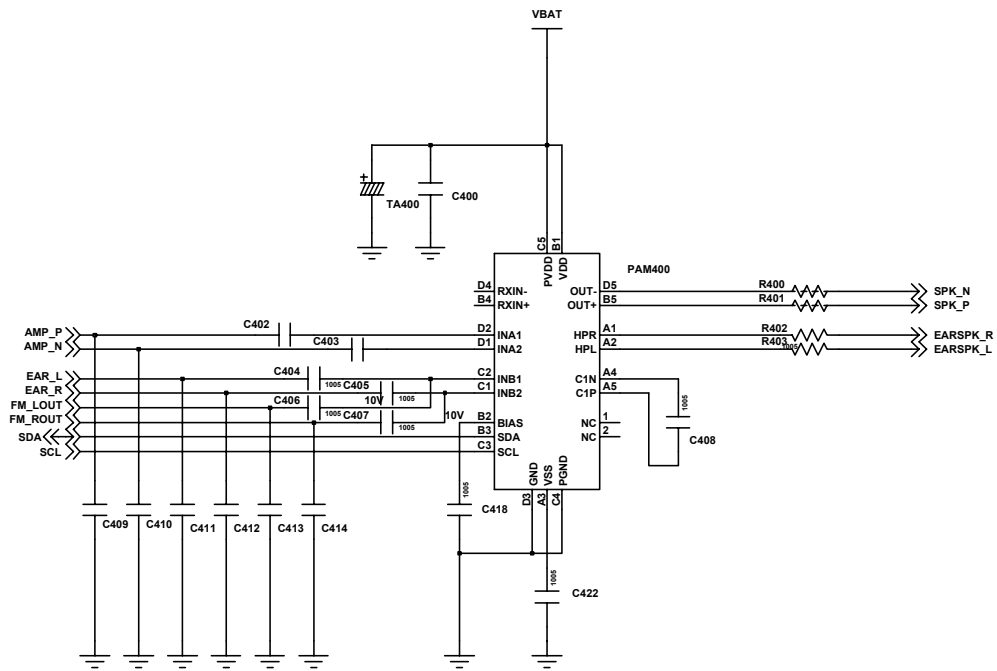 VBAT
+
TA400
C400
C5
B1
PVDD
VDD
PAM400
D4
RXIN-
B4
RXIN+
OUT-
D5
R400
SPK_N
OUT+
B5
R401
SPK_P
AMP_P
C402
D2
INA1
AMP_N
C403
D1
INA2
HPR
A1
R402
EARSPK_R
HPL
A2
R403
1005
EARSPK_L
EAR_L
C404
1005
C2
INB1
EAR_R
C405
1005
C1
INB2
C1N
A4
C1P
A5
1005
C408
FM_LOUT
C406
1005
10V
FM_ROUT
C407
1005
10V
B2
BIAS
NC
1
NC
2
SDA
B3
SDA
SCL
C3
SCL
GND
VSS
PGND
D3
A3
C4
C409
C410
C411
C412
C413
C414
1005
C418
1005
C422